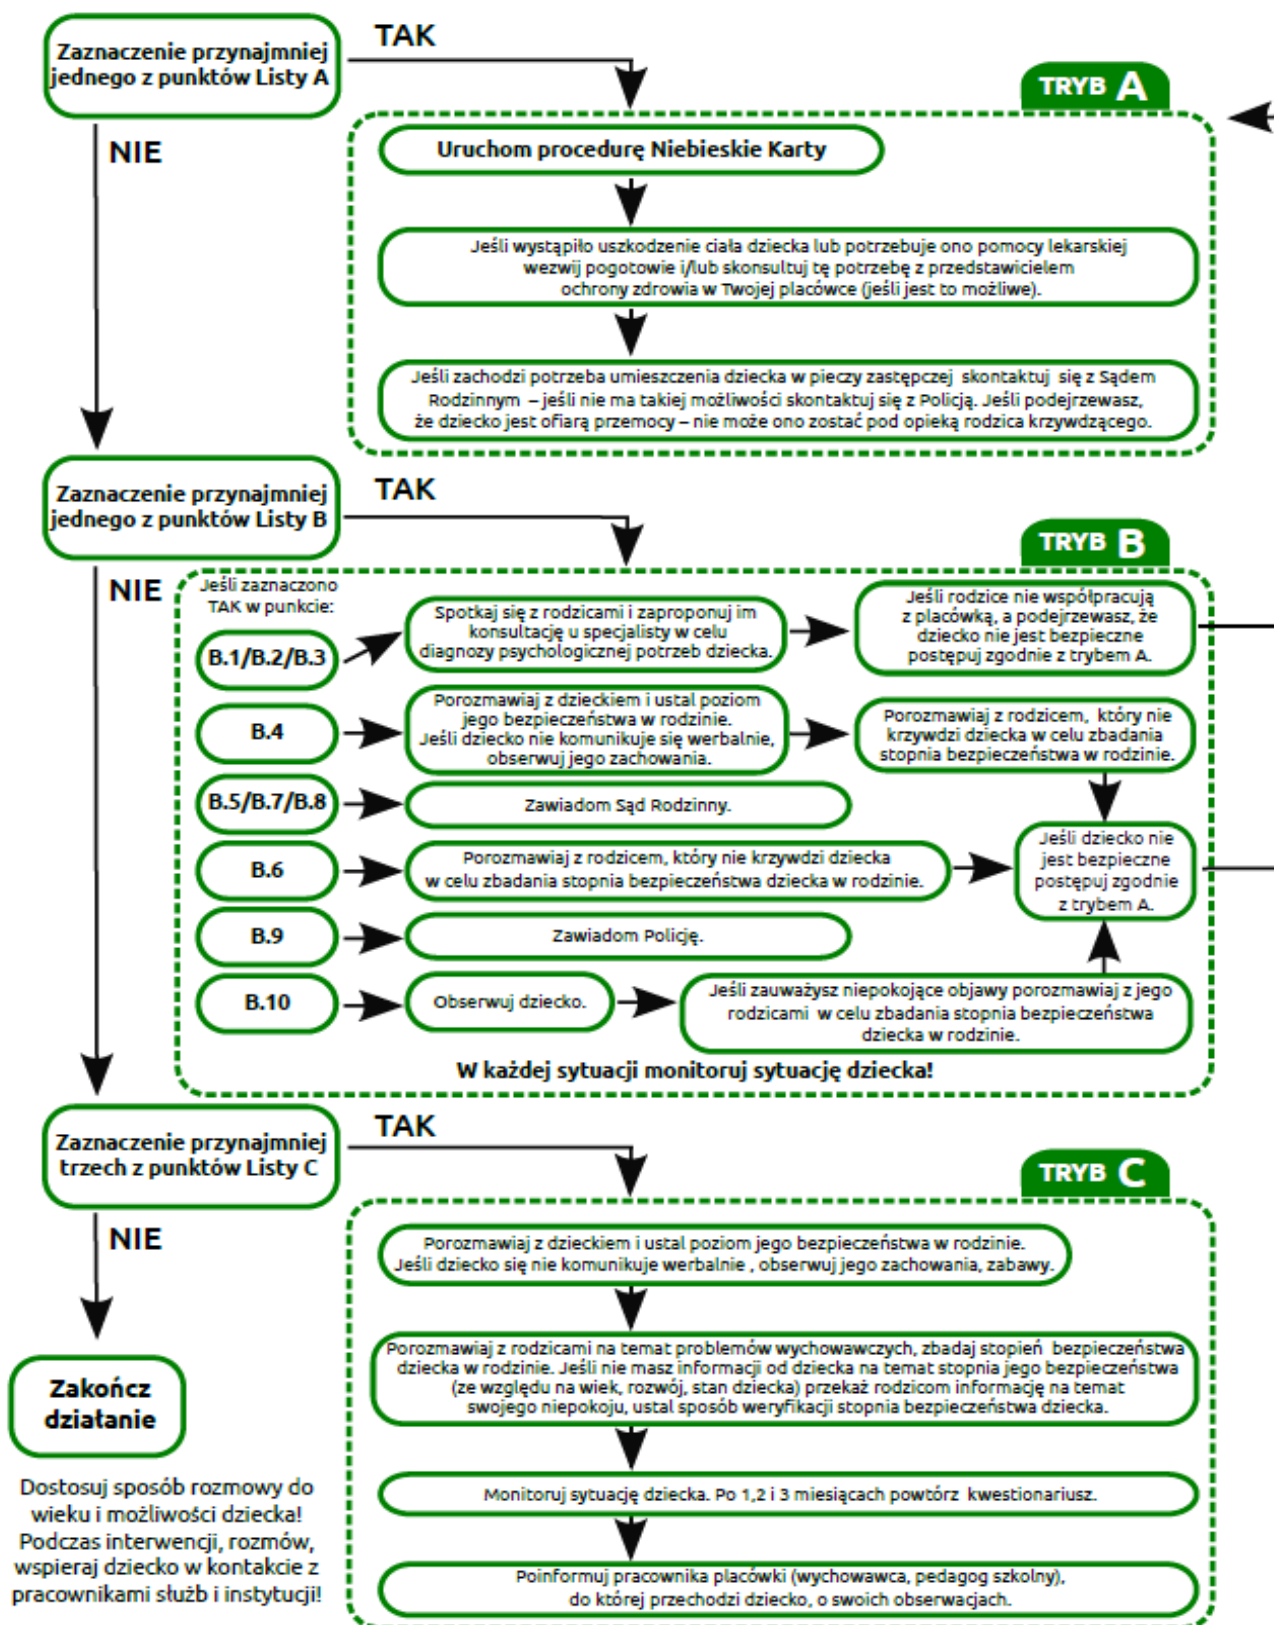 Zaznaczenie przynajmniej
jednego z punktów Listy A
TAK
NIE
TRYB A
Uruchom procedurę Niebieskie Karty
Jeśli wystąpiło uszkodzenie ciała dziecka lub potrzebuje ono pomocy lekarskiej
wezwij pogotowie i/lub skonsultuj tę potrzebę z przedstawicielem
ochrony zdrowia w Twojej placówce (jeśli jest to możliwe).
Jeśli zachodzi potrzeba umieszczenia dziecka w pieczy zastępczej skontaktuj się z Sądem
Rodzinnym – jeśli nie ma takiej możliwości skontaktuj się z Policją. Jeśli podejrzewasz,
że dziecko jest ofiarą przemocy – nie może ono zostać pod opieką rodzica krzywdzącego.
Zaznaczenie przynajmniej
jednego z punktów Listy B
TAK
NIE
TRYB B
Jeśli zaznaczono
TAK w punkcie:
B.1/B.2/B.3
Spotkaj się z rodzicami i zaproponuj im
konsultację u specjalisty w celu
diagnozy psychologicznej potrzeb dziecka.
Jeśli rodzice nie współpracują
z placówką, a podejrzewasz, że
dziecko nie jest bezpieczne
postępuj zgodnie z trybem A.
B.4
Porozmawiaj z dzieckiem i ustal poziom
jego bezpieczeństwa w rodzinie.
Jeśli dziecko nie komunikuje się werbalnie,
obserwuj jego zachowania.
Porozmawiaj z rodzicem, który nie
krzywdzi dziecka w celu zbadania
stopnia bezpieczeństwa w rodzinie.
B.5/B.7/B.8
Zawiadom Sąd Rodzinny.
B.6
Porozmawiaj z rodzicem, który nie krzywdzi dziecka
w celu zbadania stopnia bezpieczeństwa dziecka w rodzinie.
Jeśli dziecko nie
jest bezpieczne
postępuj zgodnie
z trybem A.
B.9
Zawiadom Policję.
B.10
Obserwuj dziecko.
Jeśli zauważysz niepokojące objawy porozmawiaj z jego
rodzicami w celu zbadania stopnia bezpieczeństwa
dziecka w rodzinie.
W każdej sytuacji monitoruj sytuację dziecka!
Zaznaczenie przynajmniej
trzech z punktów Listy C
TAK
NIE
TRYB C
Porozmawiaj z dzieckiem i ustal poziom jego bezpieczeństwa w rodzinie.
Jeśli dziecko się nie komunikuje werbalnie , obserwuj jego zachowania, zabawy.
Porozmawiaj z rodzicami na temat problemów wychowawczych, zbadaj stopień bezpieczeństwa
dziecka w rodzinie. Jeśli nie masz informacji od dziecka na temat stopnia jego bezpieczeństwa
(ze względu na wiek, rozwój, stan dziecka) przekaż rodzicom informację na temat
swojego niepokoju, ustal sposób weryfikacji stopnia bezpieczeństwa dziecka.
Monitoruj sytuację dziecka. Po 1,2 i 3 miesiącach powtórz kwestionariusz.
Poinformuj pracownika placówki (wychowawca, pedagog szkolny),
do której przechodzi dziecko, o swoich obserwacjach.
Zakończ
działanie
Dostosuj sposób rozmowy do
wieku i możliwości dziecka!
Podczas interwencji, rozmów,
wspieraj dziecko w kontakcie z
pracownikami służb i instytucji!